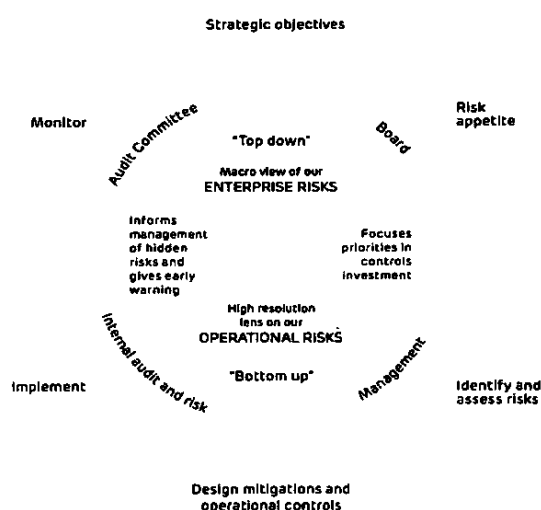 Strategic objectives
Monitor
Audit Committee
"Top down"
Board
Risk
appetite
Macro view of our
ENTERPRISE RISKS
Informs
management
of hidden
risks and
gives early
warning
Focuses
priorities in
controls
investment
High resolution
lens on our
OPERATIONAL RISKS
Internal audit and risk
"Bottom up"
Management
Implement
Identify and
assess risks
Design mitigations and
operational controls